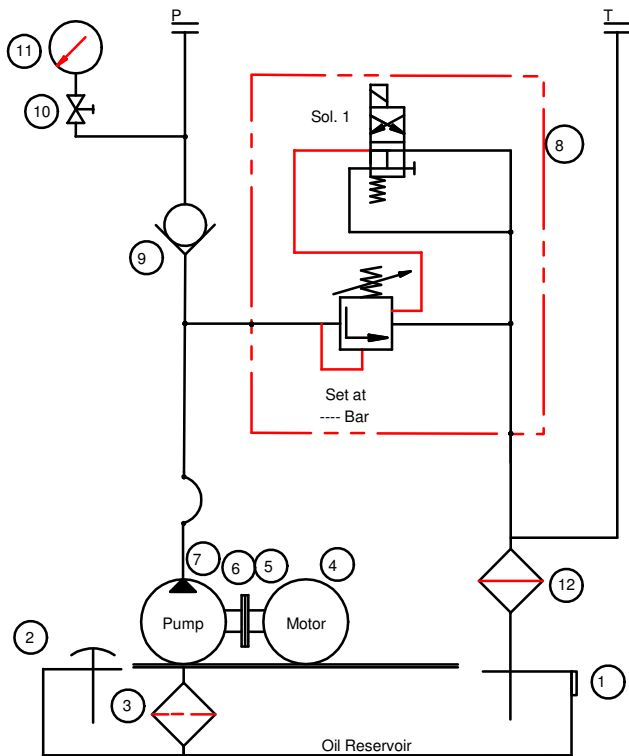 P
T
11
Sol. 1
10
8
9
Set at
---- Bar
7
6
5
4
12
Pump
Motor
2
1
3
Oil Reservoir